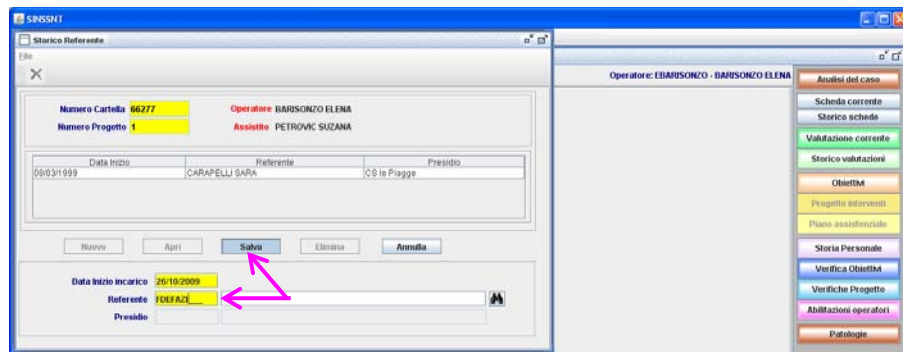 SINSSNT
Storico Referente
File
Operatore: EBARISONZO - BARISONZO ELENA
Numero Cartella 66277 Operatore BARISONZO ELENA
Numero Progetto 1 Assistito PETROVIC SUZANA
Data Inizio Referente Presidio
09/03/1999 CARAPELLI SARA CS le Piagge
Nuovo Apri Salva Elimina Annulla
Data Inizio incarico 26/10/2009
Referente FDEFAZI___
Presidio
Analisi del caso
Scheda corrente
Storico schede
Valutazione corrente
Storico valutazioni
Obiettivi
Progetto interventi
Piano assistenziale
Storia Personale
Verifica Obiettivi
Verifiche Progetto
Abilitazioni operatori
Patologie